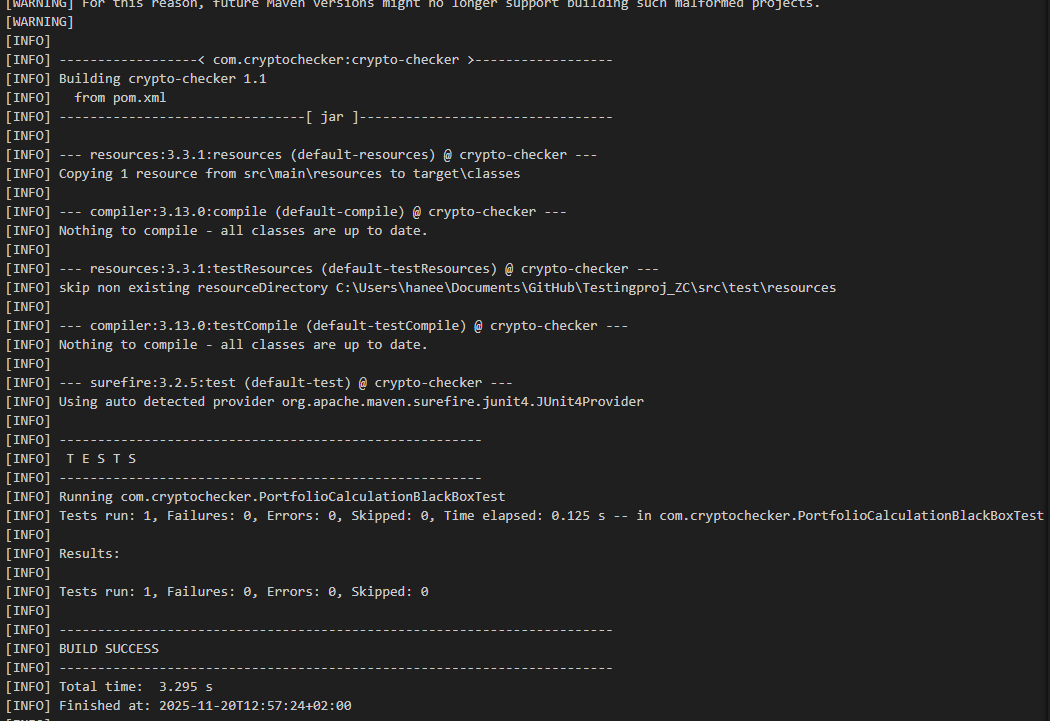 [WARNING] For this reason, future Maven versions might no longer support building such malformed projects.
[WARNING]
[INFO]
[INFO] ------------------< com.cryptochecker:crypto-checker >------------------
[INFO] Building crypto-checker 1.1
[INFO]   from pom.xml
[INFO] --------------------------------[ jar ]---------------------------------
[INFO]
[INFO] --- resources:3.3.1:resources (default-resources) @ crypto-checker ---
[INFO] Copying 1 resource from src\main\resources to target\classes
[INFO]
[INFO] --- compiler:3.13.0:compile (default-compile) @ crypto-checker ---
[INFO] Nothing to compile - all classes are up to date.
[INFO]
[INFO] --- resources:3.3.1:testResources (default-testResources) @ crypto-checker ---
[INFO] skip non existing resourceDirectory C:\Users\hanee\Documents\GitHub\Testingproj_ZC\src\test\resources
[INFO]
[INFO] --- compiler:3.13.0:testCompile (default-testCompile) @ crypto-checker ---
[INFO] Nothing to compile - all classes are up to date.
[INFO]
[INFO] --- surefire:3.2.5:test (default-test) @ crypto-checker ---
[INFO] Using auto detected provider org.apache.maven.surefire.junit4.JUnit4Provider
[INFO]
[INFO] -------------------------------------------------------
[INFO]  T E S T S
[INFO] -------------------------------------------------------
[INFO] Running com.cryptochecker.PortfolioCalculationBlackBoxTest
[INFO] Tests run: 1, Failures: 0, Errors: 0, Skipped: 0, Time elapsed: 0.125 s -- in com.cryptochecker.PortfolioCalculationBlackBoxTest
[INFO]
[INFO] Results:
[INFO]
[INFO] Tests run: 1, Failures: 0, Errors: 0, Skipped: 0
[INFO]
[INFO] ------------------------------------------------------------------------
[INFO] BUILD SUCCESS
[INFO] ------------------------------------------------------------------------
[INFO] Total time:  3.295 s
[INFO] Finished at: 2025-11-20T12:57:24+02:00